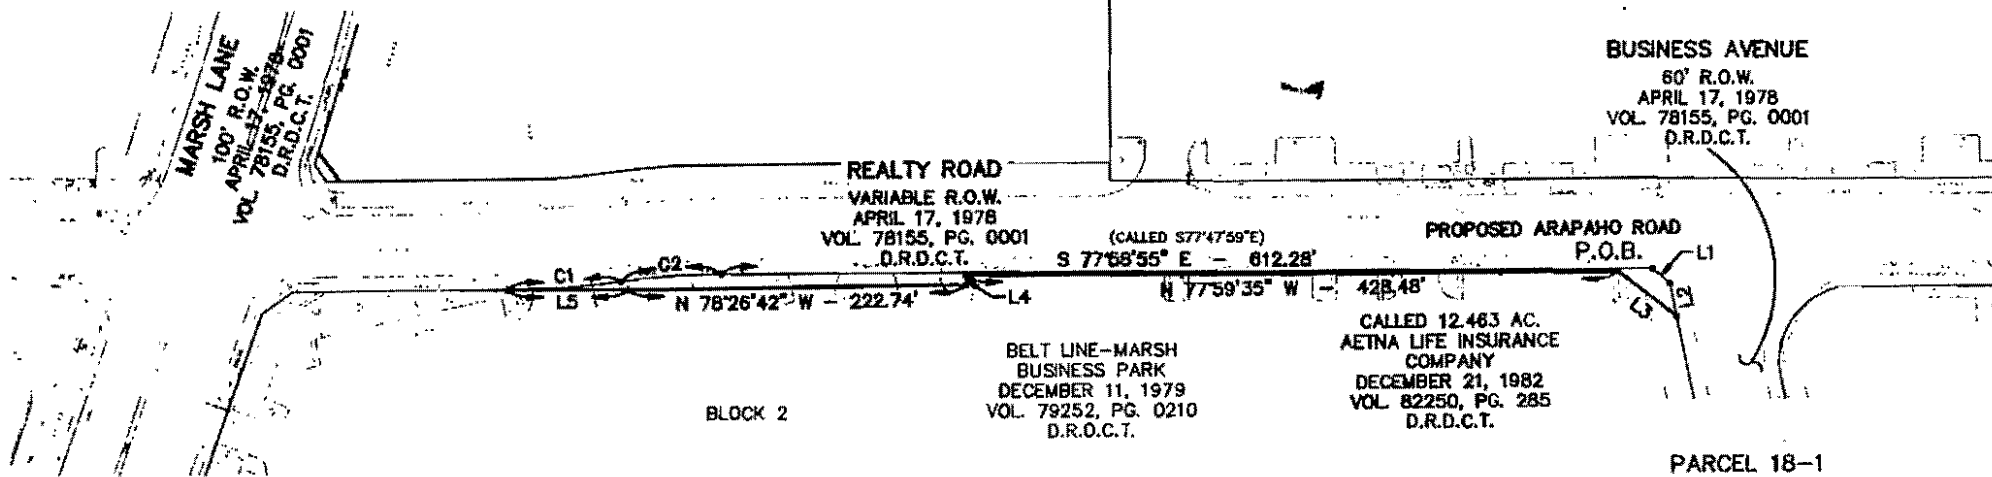 MARSH LANE
100' R.O.W.
APRIL 17, 1978
VOL. 78155, PG. 0001
D.R.D.C.T.
REALTY ROAD
VARIABLE R.O.W.
APRIL 17, 1978
VOL. 78155, PG. 0001
D.R.D.C.T.
BUSINESS AVENUE
60' R.O.W.
APRIL 17, 1978
VOL. 78155, PG. 0001
D.R.D.C.T.
(CALLED S77°47'59"E)
S 77°58'55" E - 612.28'
PROPOSED ARAPAHO ROAD
P.O.B.
L1
L2
L3
C1
C2
L5
N 78°26'42" W - 222.74'
L4
N 77°59'35" W - 428.48'
BELT LINE-MARSH
BUSINESS PARK
DECEMBER 11, 1979
VOL. 79252, PG. 0210
D.R.D.C.T.
CALLED 12.463 AC.
AETNA LIFE INSURANCE
COMPANY
DECEMBER 21, 1982
VOL. 82250, PG. 285
D.R.D.C.T.
BLOCK 2
PARCEL 18-1